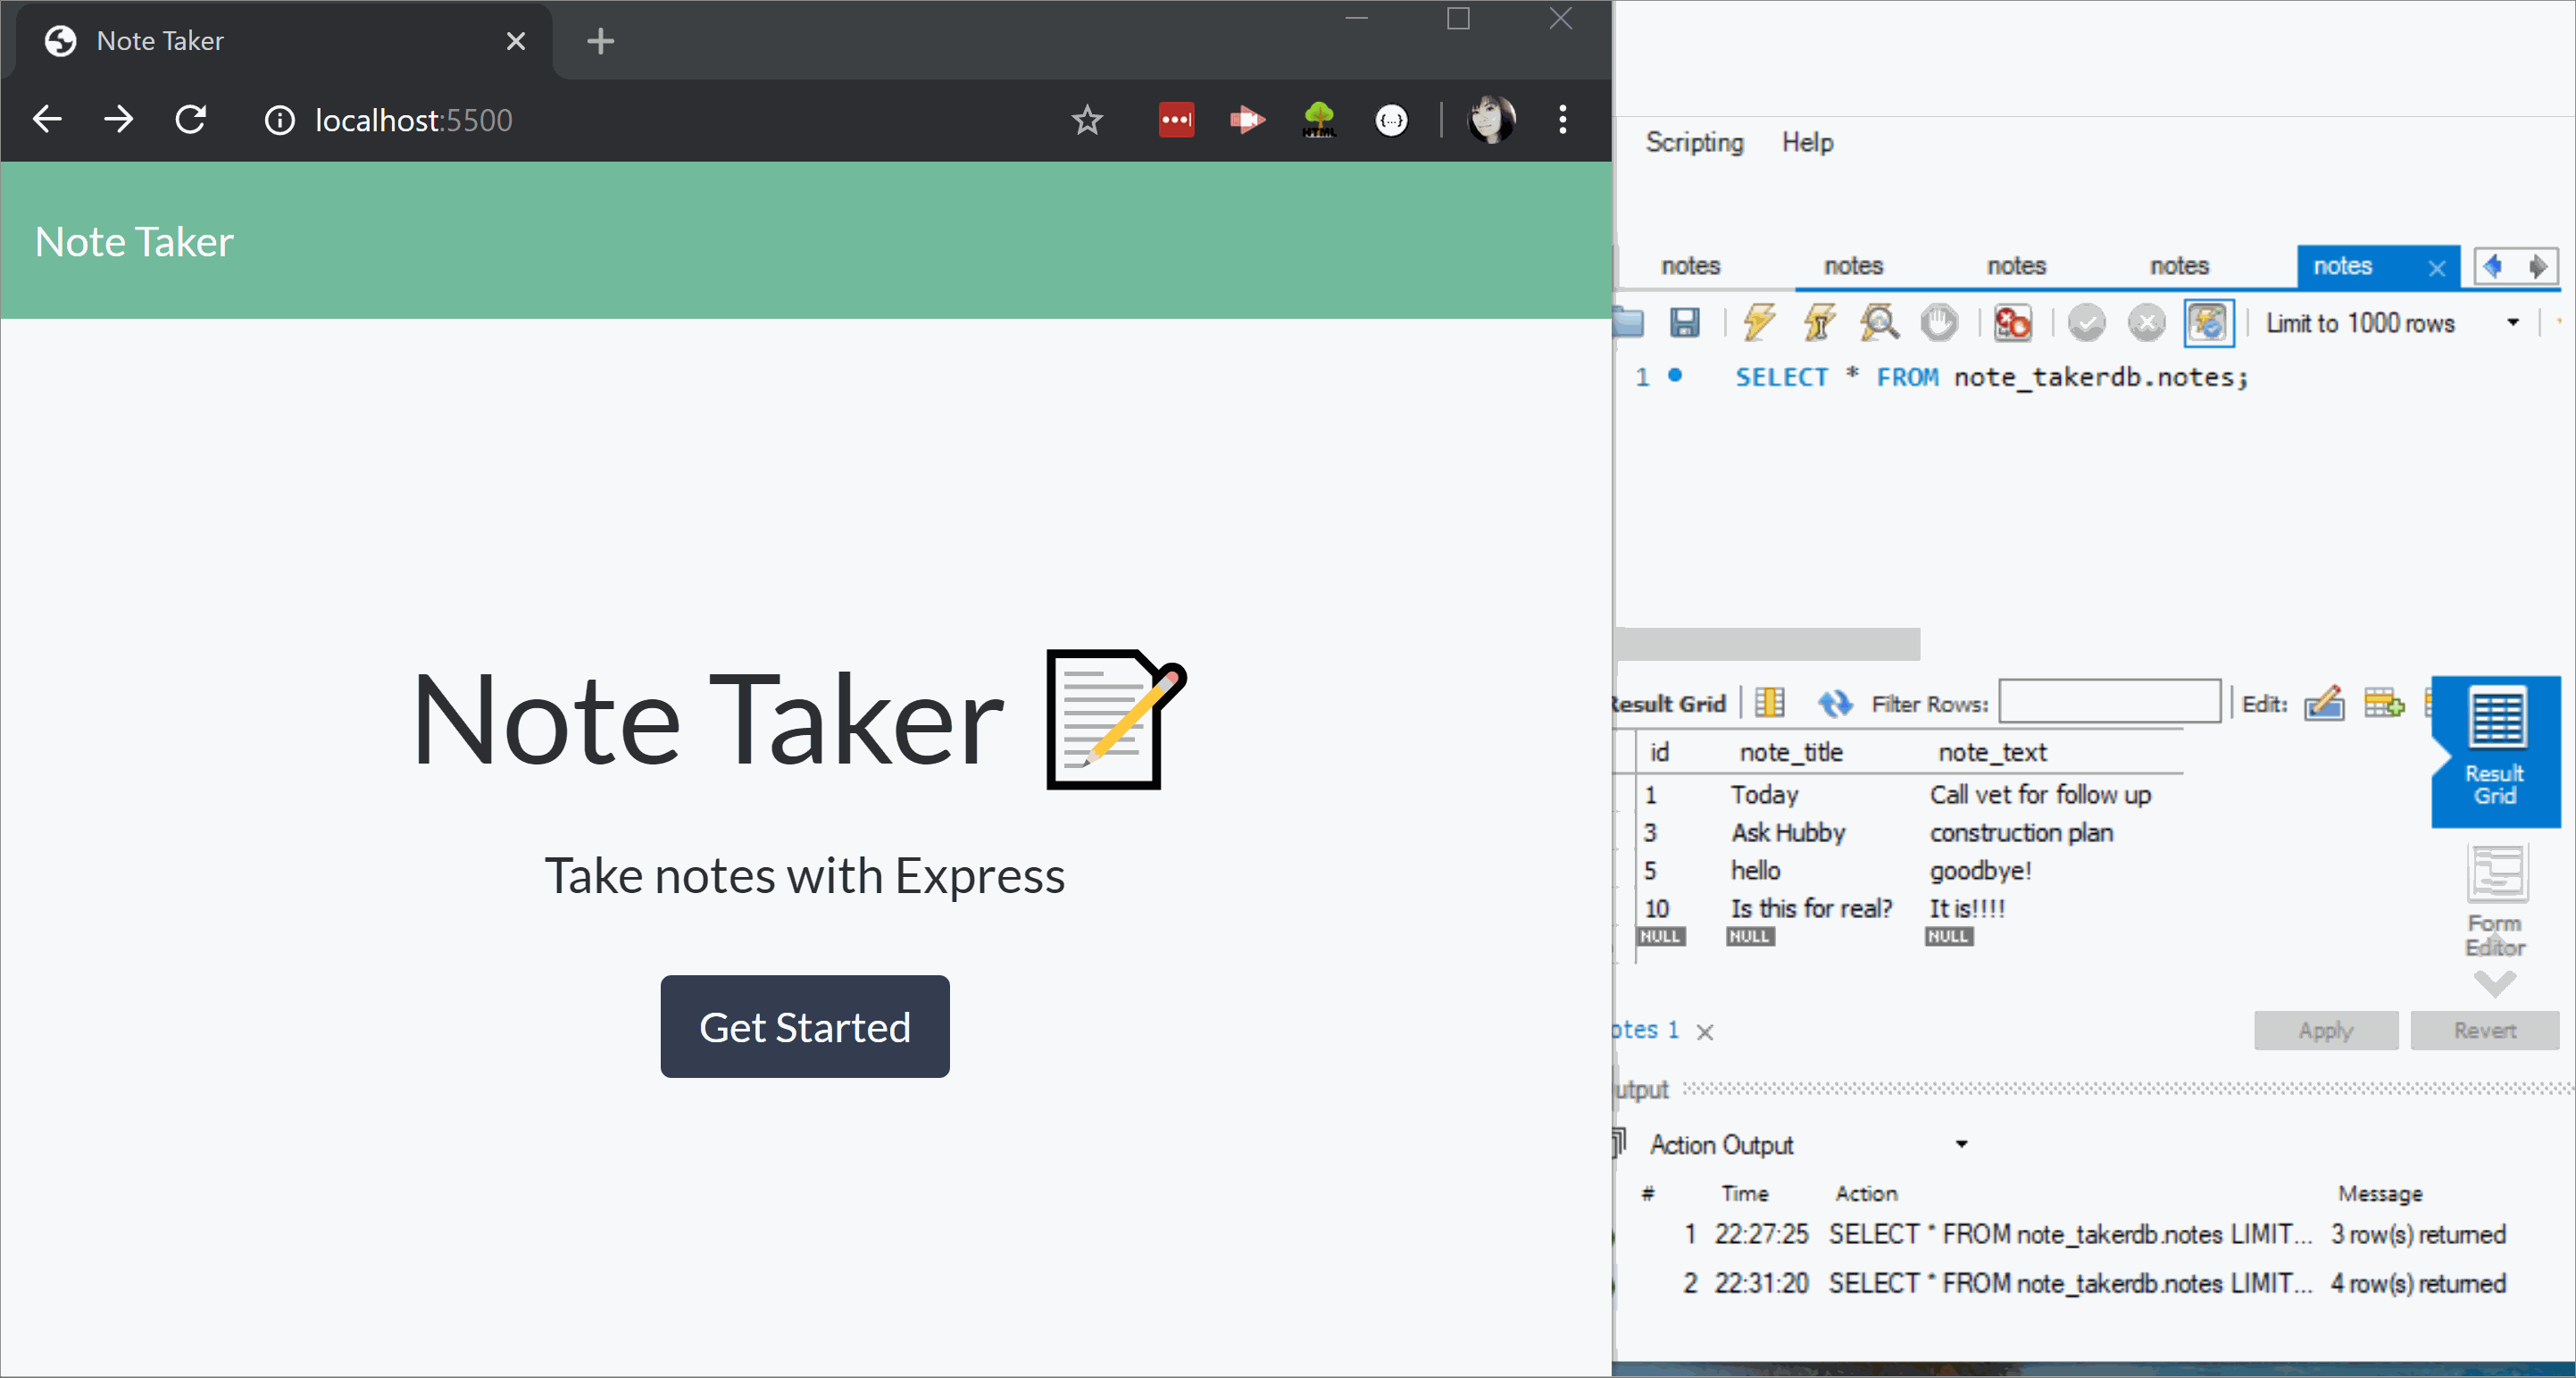 Note Taker
localhost:5500
HTML
{...}
Note Taker
Note Taker
Take notes with Express
Get Started
Scripting Help
notes notes notes notes notes
Limit to 1000 rows
1 SELECT * FROM note_takerdb.notes;
Result Grid Filter Rows: Edit:
id note_title note_text
1 Today Call vet for follow up
3 Ask Hubby construction plan
5 hello goodbye!
10 Is this for real? It is!!!!
NULL NULL NULL
Result
Grid
Form
Editor
otes 1
Apply Revert
utput
Action Output
# Time Action Message
1 22:27:25 SELECT * FROM note_takerdb.notes LIMIT... 3 row(s) returned
2 22:31:20 SELECT * FROM note_takerdb.notes LIMIT... 4 row(s) returned